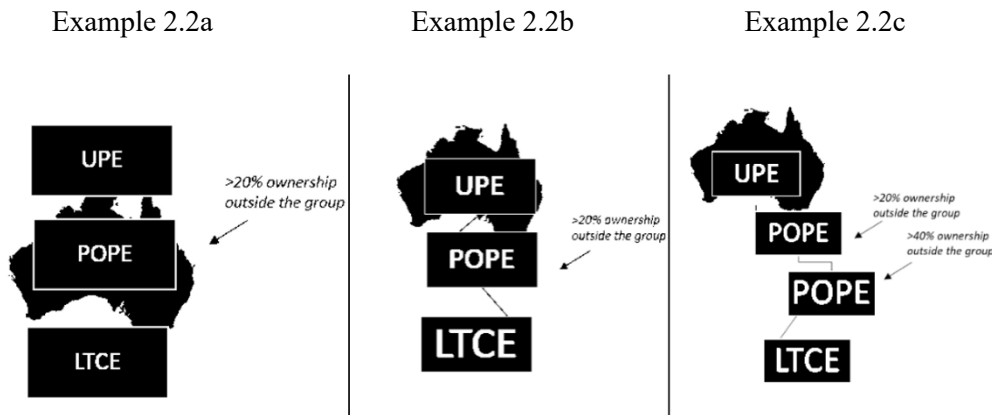 Example 2.2a
Example 2.2b
Example 2.2c
UPE
>20% ownership
outside the group
POPE
LTCE
UPE
>20% ownership
outside the group
POPE
LTCE
UPE
>20% ownership
outside the group
POPE
>40% ownership
outside the group
POPE
LTCE